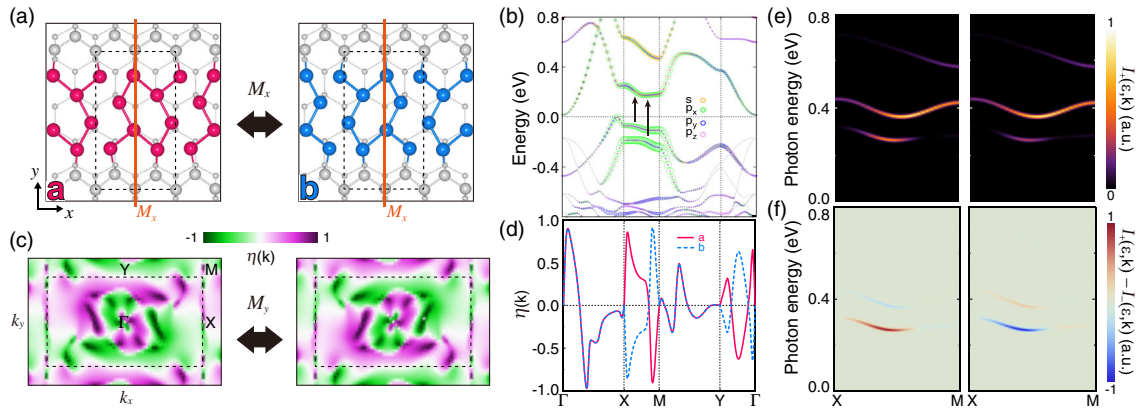 (a)
M_x
y
x
a
M_x
b
M_x
(b)
Energy (eV)
0.8
0.4
0.0
-0.4
s
p_x
p_y
p_z
(c)
-1
1
η(k)
Y
M
Γ
X
k_y
k_x
M_y
(d)
η(k)
1.0
0.5
0.0
-0.5
-1.0
a
b
Γ
X
M
Y
Γ
(e)
Photon energy (eV)
0.8
0.4
0.0
1
0
I_+(ε,k) (a.u.)
(f)
Photon energy (eV)
0.8
0.4
0.0
X
M
X
M
1
-1
I_+(ε,k) − I_-(ε,k) (a.u.)